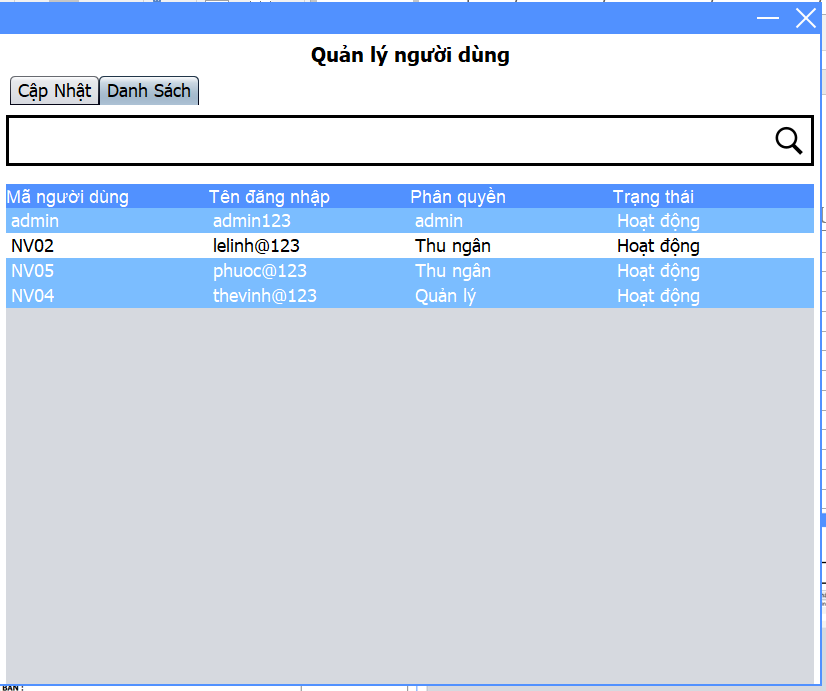 Quản lý người dùng
Cập Nhật Danh Sách
Mã người dùng Tên đăng nhập Phân quyền Trạng thái
admin admin123 admin Hoạt động
NV02 lelinh@123 Thu ngân Hoạt động
NV05 phuoc@123 Thu ngân Hoạt động
NV04 thevinh@123 Quản lý Hoạt động